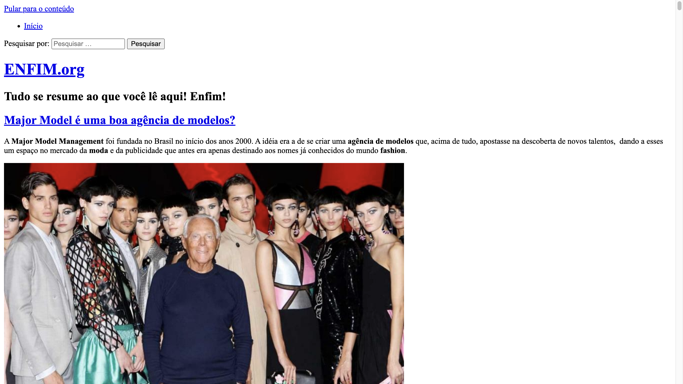 Pular para o conteúdo
Início
Pesquisar por: Pesquisar … Pesquisar
ENFIM.org
Tudo se resume ao que você lê aqui! Enfim!
Major Model é uma boa agência de modelos?
A Major Model Management foi fundada no Brasil no início dos anos 2000. A idéia era a de se criar uma agência de modelos que, acima de tudo, apostasse na descoberta de novos talentos,  dando a esses
um espaço no mercado da moda e da publicidade que antes era apenas destinado aos nomes já conhecidos do mundo fashion.